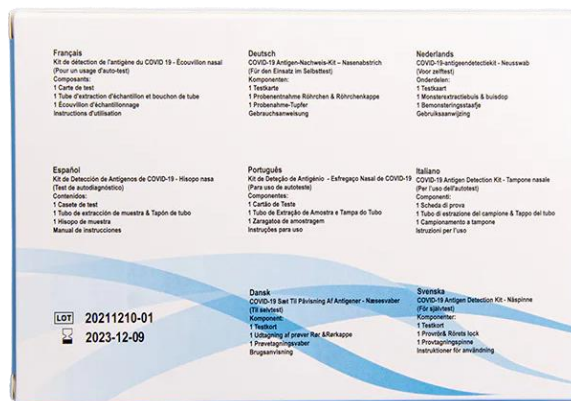 Français
Kit de détection de l'antigène du COVID 19 - Écouvillon nasal
(Pour un usage d'auto-test)
Composants:
1 Carte de test
1 Tube d'extraction d'échantillon et bouchon de tube
1 Écouvillon d'échantillonnage
Instructions d'utilisation
Deutsch
COVID-19 Antigen-Nachweis-Kit – Nasenabstrich
(Für den Einsatz im Selbsttest)
Komponenten:
1 Testkarte
1 Probenentnahme Röhrchen & Röhrchenkappe
1 Probenahme-Tupfer
Gebrauchsanweisung
Nederlands
COVID-19-antigeendetectiekit - Neusswab
(Voor zelftest)
Onderdelen:
1 Testkaart
1 Monsterextractiebuis & buisdop
1 Bemonsteringsstaafje
Gebruiksaanwijzing
Español
Kit de Detección de Antígenos de COVID-19 - Hisopo nasa
(Test de autodiagnóstico)
Contenidos:
1 Casete de test
1 Tubo de extracción de muestra & Tapón de tubo
1 Hisopo de muestra
Manual de instrucciones
Português
Kit de Deteção de Antigénio - Esfregaço Nasal de COVID-19
(Para uso de autoteste)
Componentes:
1 Cartão de Teste
1 Tubo de Extração de Amostra e Tampa do Tubo
1 Zaragatoa de amostragem
Instruções para uso
Italiano
COVID-19 Antigen Detection Kit - Tampone nasale
(Per l'uso dell'autotest)
Componenti:
1 Scheda di prova
1 Tubo di estrazione del campione & Tappo del tubo
1 Campionamento a tampone
Istruzioni per l'uso
Dansk
COVID-19 Sæt Til Påvisning Af Antigener - Næsesvaber
(Til selvtest)
Komponent:
1 Testkort
1 Udtagning af prøver Rør &Rørkappe
1 Prøvetagningsvaber
Brugsanvisning
Svenska
COVID-19 Antigen Detection Kit - Näspinne
(För självtest)
Komponenter:
1 Testkort
1 Provrör& Rörets lock
1 Provtagningspinne
Instruktioner för användning
LOT 20211210-01
2023-12-09